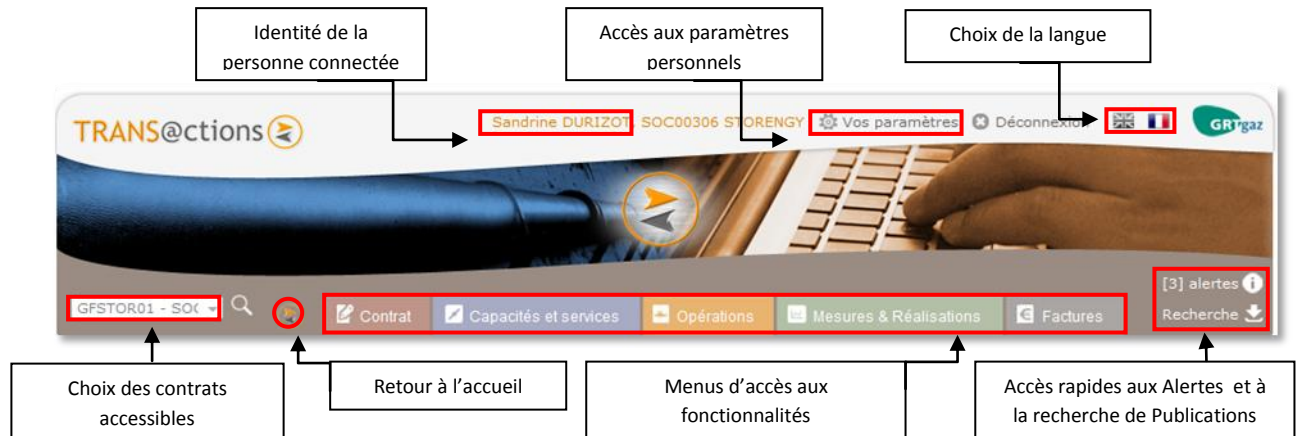 Identité de la
personne connectée
Accès aux paramètres
personnels
Choix de la langue
TRANS@ctions
Sandrine DURIZOT, SOC00306 STORENGY Vos paramètres Déconnexion
GRTgaz
[3] alertes
GFSTOR01 - SOC
Contrat Capacités et services Opérations Mesures & Réalisations Factures
Recherche
Choix des contrats
accessibles
Retour à l'accueil
Menus d'accès aux
fonctionnalités
Accès rapides aux Alertes et à
la recherche de Publications